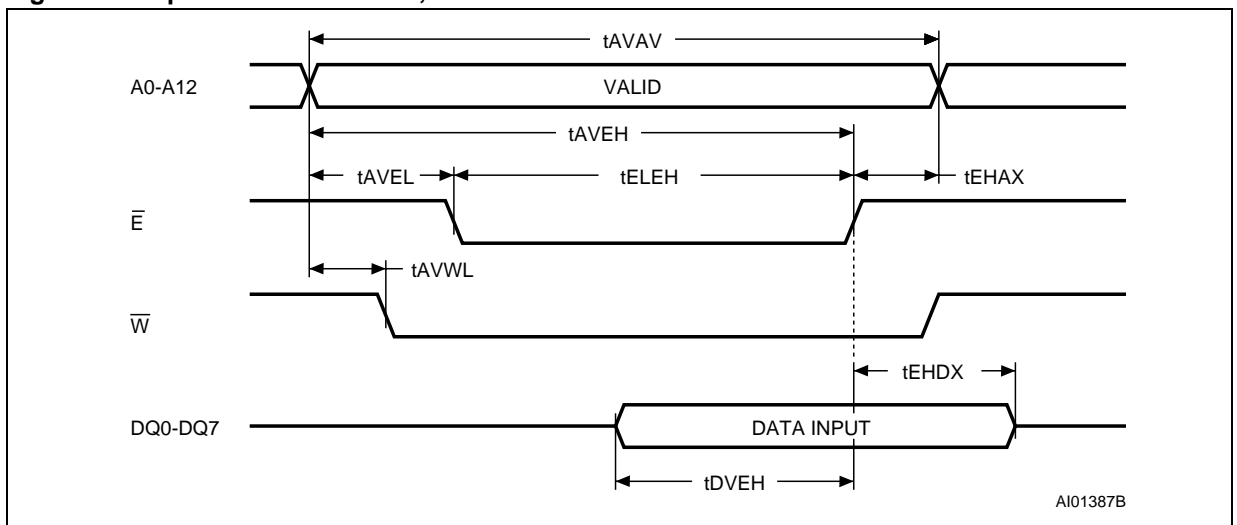 tAVAV
A0-A12
VALID
tAVEH
tAVEL
tELEH
tEHAX
E̅
tAVWL
W̅
tEHDX
DQ0-DQ7
DATA INPUT
tDVEH
AI01387B